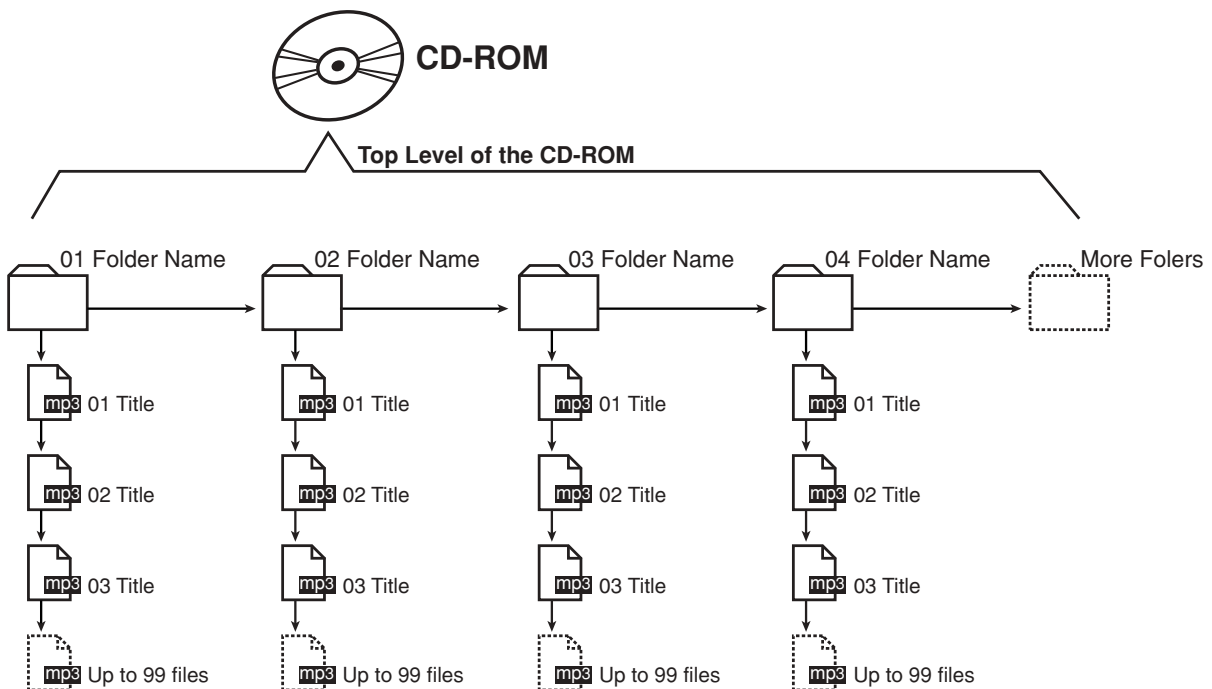 CD-ROM
Top Level of the CD-ROM
01 Folder Name 02 Folder Name 03 Folder Name 04 Folder Name More Folers
mp3 01 Title mp3 01 Title mp3 01 Title mp3 01 Title
mp3 02 Title mp3 02 Title mp3 02 Title mp3 02 Title
mp3 03 Title mp3 03 Title mp3 03 Title mp3 03 Title
mp3 Up to 99 files mp3 Up to 99 files mp3 Up to 99 files mp3 Up to 99 files